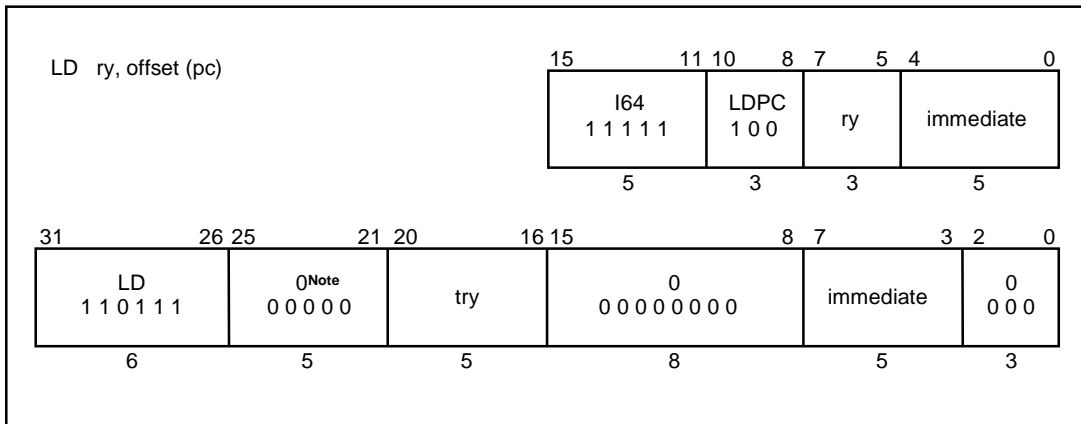 LD ry, offset (pc)
15 11 10 8 7 5 4 0
I64 LDPC ry immediate
1 1 1 1 1 1 0 0
5 3 3 5
31 26 25 21 20 16 15 8 7 3 2 0
LD 0Note try 0 immediate 0
1 1 0 1 1 1 0 0 0 0 0 0 0 0 0 0 0 0 0 0 0 0
6 5 5 8 5 3